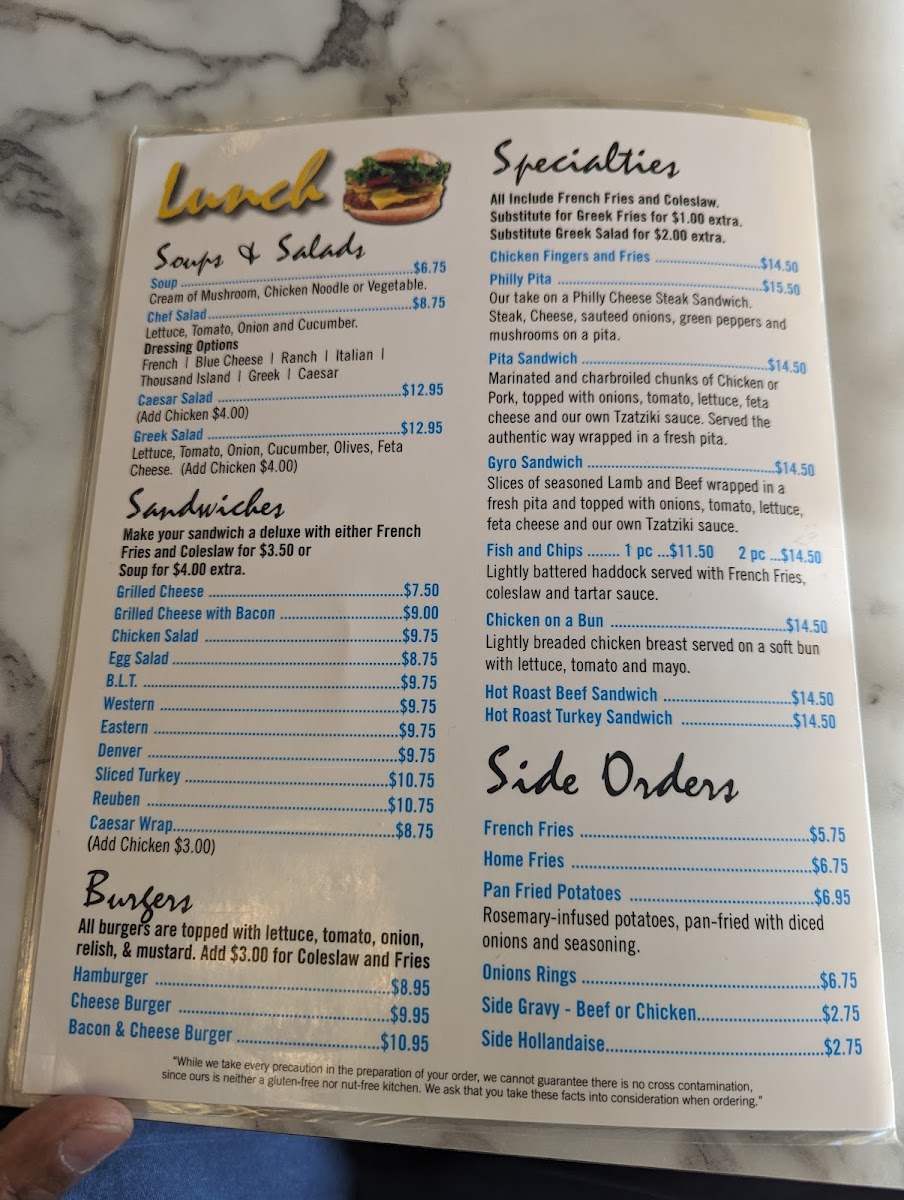 Lunch
Soups & Salads
Soup ........ $6.75
Cream of Mushroom, Chicken Noodle or Vegetable.
Chef Salad ........ $8.75
Lettuce, Tomato, Onion and Cucumber.
Dressing Options
French | Blue Cheese | Ranch | Italian |
Thousand Island | Greek | Caesar
Caesar Salad ........ $12.95
(Add Chicken $4.00)
Greek Salad ........ $12.95
Lettuce, Tomato, Onion, Cucumber, Olives, Feta
Cheese. (Add Chicken $4.00)
Sandwiches
Make your sandwich a deluxe with either French
Fries and Coleslaw for $3.50 or
Soup for $4.00 extra.
Grilled Cheese ........ $7.50
Grilled Cheese with Bacon ........ $9.00
Chicken Salad ........ $9.75
Egg Salad ........ $8.75
B.L.T. ........ $9.75
Western ........ $9.75
Eastern ........ $9.75
Denver ........ $9.75
Sliced Turkey ........ $10.75
Reuben ........ $10.75
Caesar Wrap ........ $8.75
(Add Chicken $3.00)
Burgers
All burgers are topped with lettuce, tomato, onion,
relish, & mustard. Add $3.00 for Coleslaw and Fries
Hamburger ........ $8.95
Cheese Burger ........ $9.95
Bacon & Cheese Burger ........ $10.95
Specialties
All Include French Fries and Coleslaw.
Substitute for Greek Fries for $1.00 extra.
Substitute Greek Salad for $2.00 extra.
Chicken Fingers and Fries ........ $14.50
Philly Pita ........ $15.50
Our take on a Philly Cheese Steak Sandwich.
Steak, Cheese, sauteed onions, green peppers and
mushrooms on a pita.
Pita Sandwich ........ $14.50
Marinated and charbroiled chunks of Chicken or
Pork, topped with onions, tomato, lettuce, feta
cheese and our own Tzatziki sauce. Served the
authentic way wrapped in a fresh pita.
Gyro Sandwich ........ $14.50
Slices of seasoned Lamb and Beef wrapped in a
fresh pita and topped with onions, tomato, lettuce,
feta cheese and our own Tzatziki sauce.
Fish and Chips ........ 1 pc ...$11.50 2 pc ...$14.50
Lightly battered haddock served with French Fries,
coleslaw and tartar sauce.
Chicken on a Bun ........ $14.50
Lightly breaded chicken breast served on a soft bun
with lettuce, tomato and mayo.
Hot Roast Beef Sandwich ........ $14.50
Hot Roast Turkey Sandwich ........ $14.50
Side Orders
French Fries ........ $5.75
Home Fries ........ $6.75
Pan Fried Potatoes ........ $6.95
Rosemary-infused potatoes, pan-fried with diced
onions and seasoning.
Onions Rings ........ $6.75
Side Gravy - Beef or Chicken ........ $2.75
Side Hollandaise ........ $2.75
"While we take every precaution in the preparation of your order, we cannot guarantee there is no cross contamination,
since ours is neither a gluten-free nor nut-free kitchen. We ask that you take these facts into consideration when ordering."